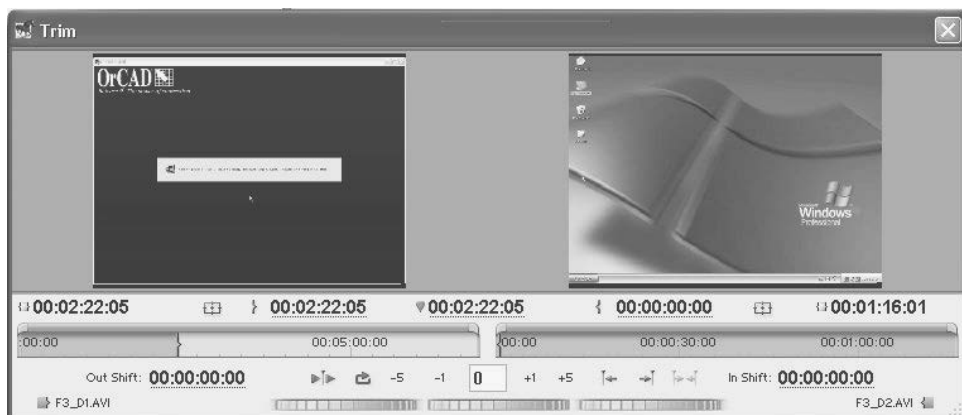 Trim
OrCAD
Windows
Professional
00:02:22:05
00:02:22:05
00:02:22:05
00:00:00:00
00:01:16:01
:00:00
00:05:00:00
00:00
00:00:30:00
00:01:00:00
Out Shift: 00:00:00:00
-5
-1
0
+1
+5
In Shift: 00:00:00:00
F3_D1.AVI
F3_D2.AVI